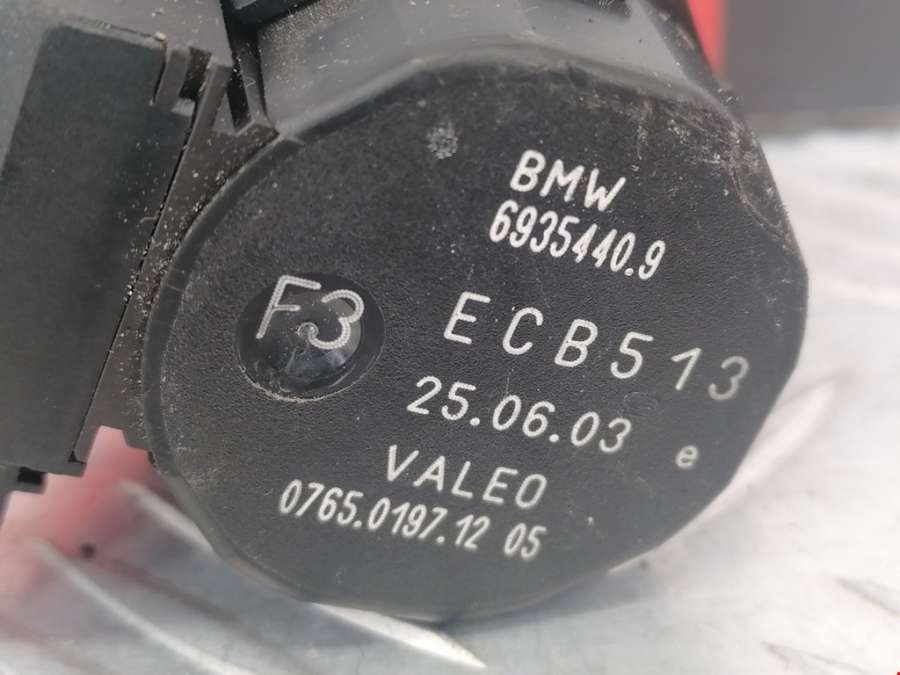 BMW
6935440.9
F3
ECB513
25.06.03
e
VALEO
0765.0197.12 05